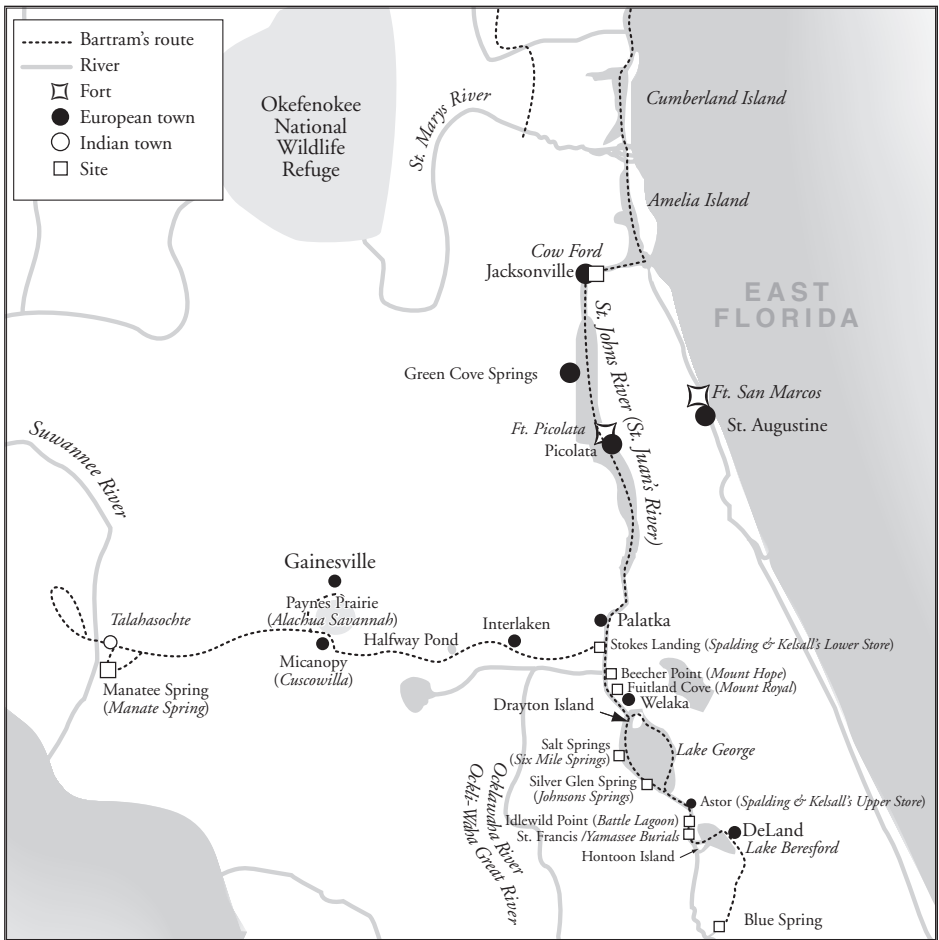 Bartram's route
River
Fort
European town
Indian town
Site
Okefenokee
National
Wildlife
Refuge
St. Marys River
Cumberland Island
Amelia Island
Cow Ford
Jacksonville
EAST
FLORIDA
St. Johns River (St. Juan's River)
Green Cove Springs
Ft. San Marcos
St. Augustine
Ft. Picolata
Picolata
Suwannee River
Gainesville
Paynes Prairie
(Alachua Savannah)
Talahasochte
Halfway Pond
Interlaken
Palatka
Stokes Landing (Spalding & Kelsall's Lower Store)
Micanopy
(Cuscowilla)
Manatee Spring
(Manate Spring)
Beecher Point (Mount Hope)
Fuitland Cove (Mount Royal)
Welaka
Drayton Island
Salt Springs
(Six Mile Springs)
Lake George
Silver Glen Spring
(Johnsons Springs)
Ocklawaha River
Ockli-Waha Great River
Astor (Spalding & Kelsall's Upper Store)
Idlewild Point (Battle Lagoon)
St. Francis /Yamassee Burials
DeLand
Lake Beresford
Hontoon Island
Blue Spring